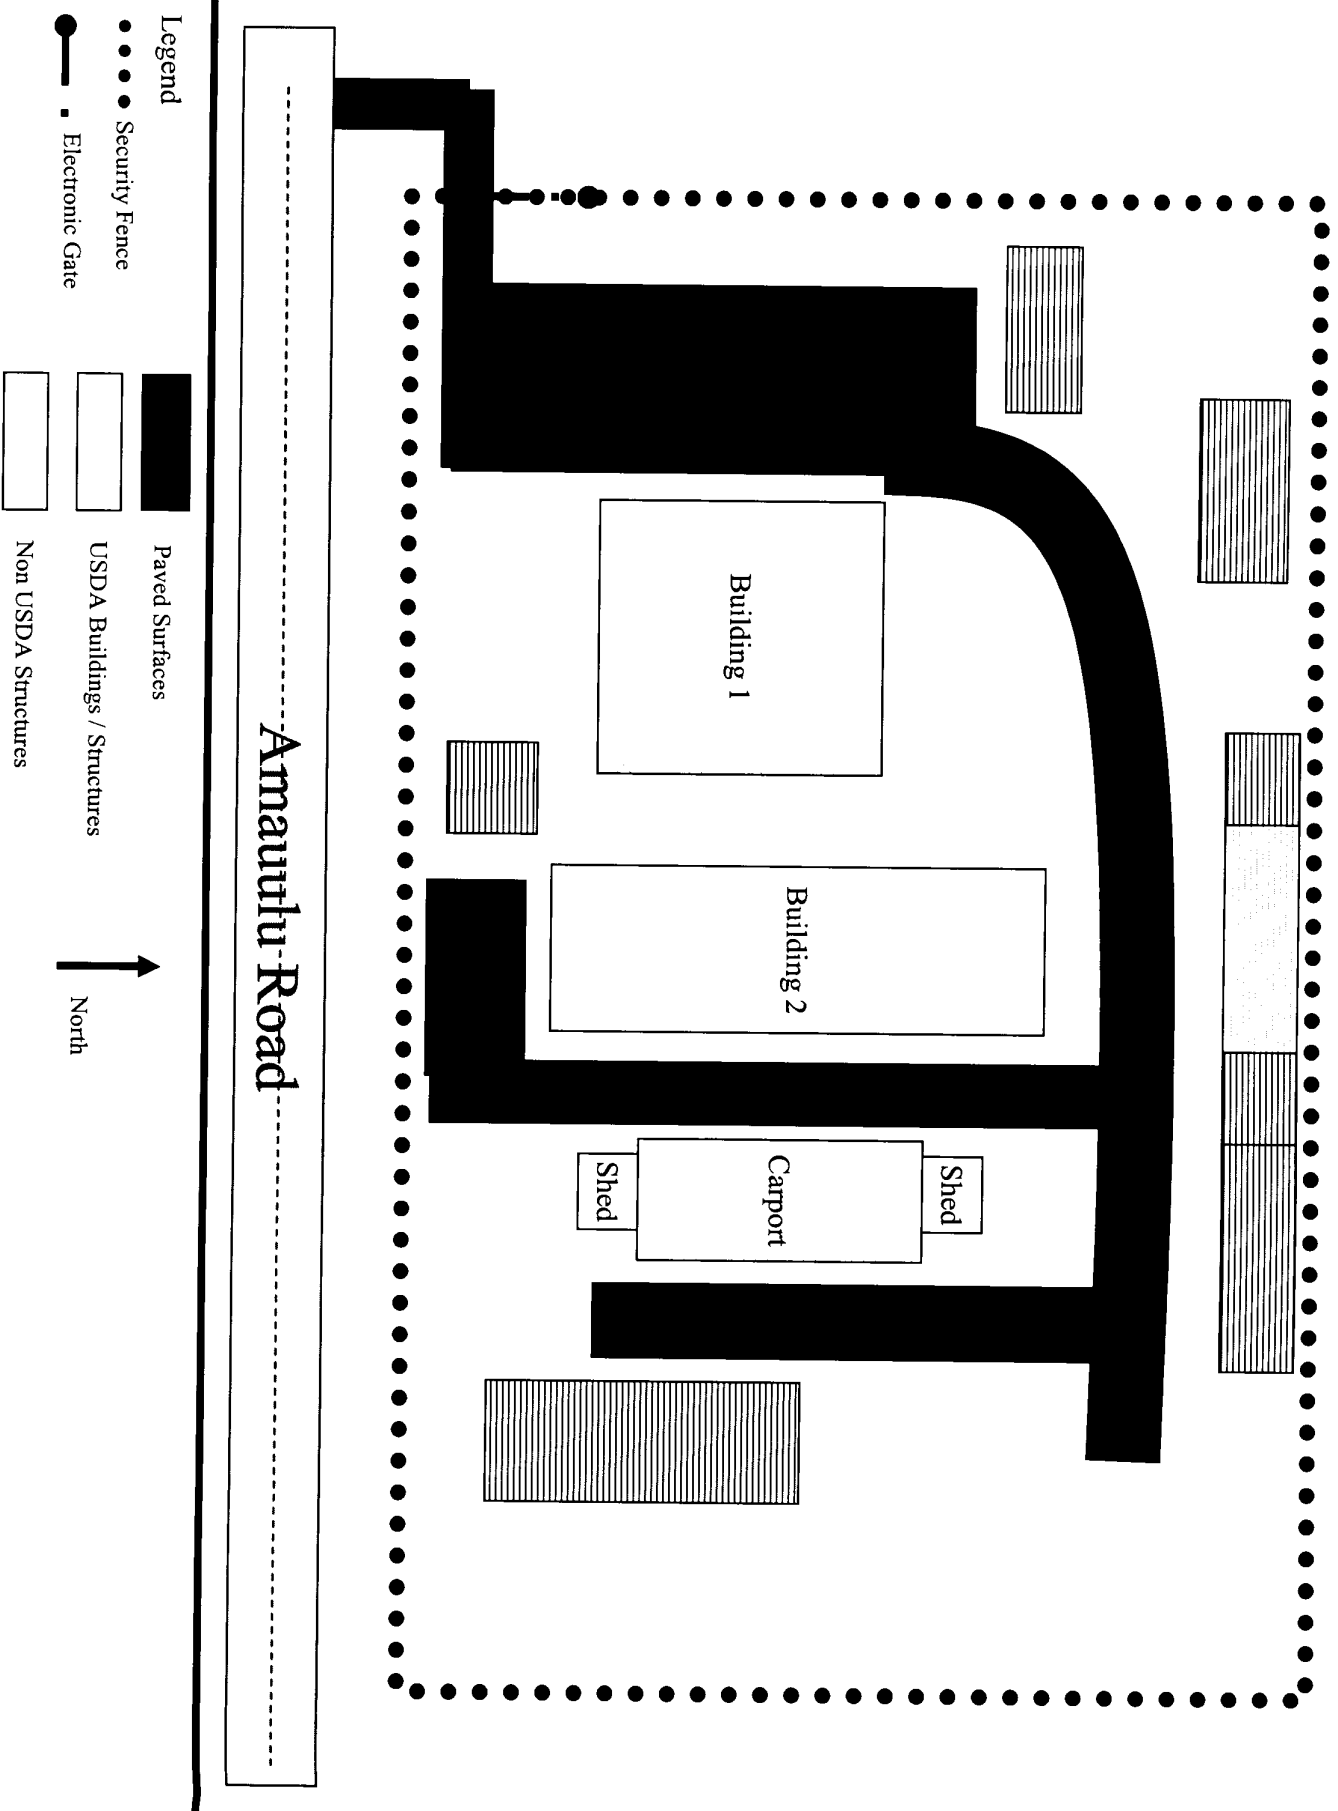 Building 1
Building 2
Shed
Carport
Shed
Amauulu Road
Legend
Security Fence
Electronic Gate
Paved Surfaces
USDA Buildings / Structures
Non USDA Structures
North